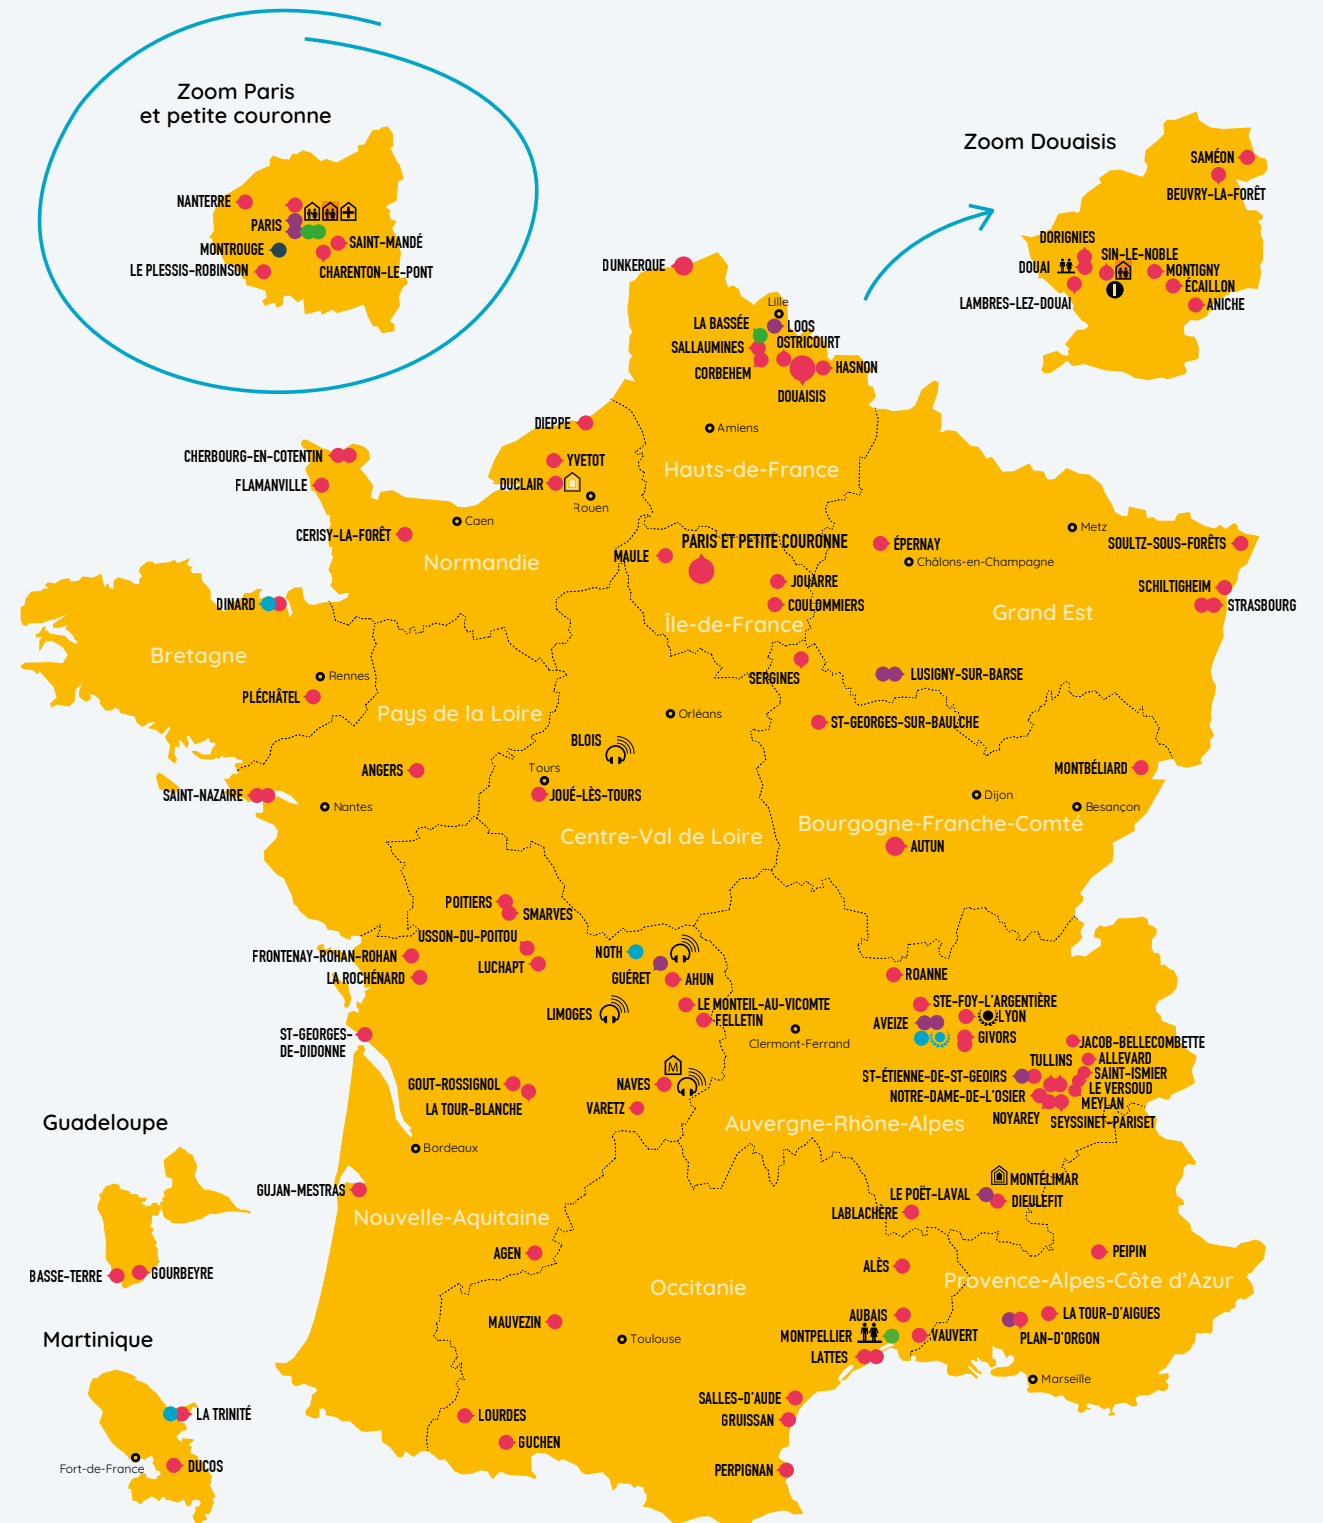 Zoom Paris
et petite couronne
NANTERRE
PARIS
MONTROUGE
SAINT-MANDÉ
LE PLESSIS-ROBINSON
CHARENTON-LE-PONT
Zoom Douaisis
SAMÉON
BEUVRY-LA-FORÊT
DORIGNIES
SIN-LE-NOBLE
DOUAI
MONTIGNY
ÉCAILLON
LAMBRES-LEZ-DOUAI
ANICHE
DUNKERQUE
Lille
LA BASSÉE
LOOS
SALLAUMINES
OSTRICOURT
CORBEHEM
HASNON
DOUAISIS
Amiens
Hauts-de-France
DIEPPE
YVETOT
DUCLAIR
Rouen
CHERBOURG-EN-COTENTIN
FLAMANVILLE
CERISY-LA-FORÊT
Caen
Normandie
MAULE
PARIS ET PETITE COURONNE
JOUARRE
COULOMMIERS
Île-de-France
ÉPERNAY
Châlons-en-Champagne
Metz
SOULTZ-SOUS-FORÊTS
SCHILTIGHEIM
STRASBOURG
Grand Est
LUSIGNY-SUR-BARSE
DINARD
Bretagne
Rennes
PLÉCHÂTEL
Pays de la Loire
ANGERS
SAINT-NAZAIRE
Nantes
SERGINES
Orléans
BLOIS
Tours
JOUÉ-LÈS-TOURS
Centre-Val de Loire
ST-GEORGES-SUR-BAULCHE
MONTBÉLIARD
Dijon
Besançon
Bourgogne-Franche-Comté
AUTUN
POITIERS
SMARVES
USSON-DU-POITOU
LUCHAPT
FRONTENAY-ROHAN-ROHAN
LA ROCHÉNARD
NOTH
GUÉRET
AHUN
LE MONTEIL-AU-VICOMTE
FELLETIN
LIMOGES
ST-GEORGES-
DE-DIDONNE
GOUT-ROSSIGNOL
LA TOUR-BLANCHE
M
NAVES
VARETZ
Bordeaux
GUJAN-MESTRAS
Nouvelle-Aquitaine
AGEN
Clermont-Ferrand
ROANNE
STE-FOY-L'ARGENTIÈRE
LYON
AVEIZE
GIVORS
JACOB-BELLECOMBETTE
TULLINS
ALLEVARD
SAINT-ISMIER
ST-ÉTIENNE-DE-ST-GEOIRS
LE VERSOUD
NOTRE-DAME-DE-L'OSIER
MEYLAN
NOYAREY
SEYSSINET-PARISET
Auvergne-Rhône-Alpes
MONTÉLIMAR
LE POËT-LAVAL
DIEULEFIT
LABLACHÈRE
ALÈS
PEIPIN
Provence-Alpes-Côte d'Azur
Occitanie
AUBAIS
LA TOUR-D'AIGUES
MONTPELLIER
VAUVERT
PLAN-D'ORGON
LATTES
Marseille
MAUVEZIN
Toulouse
SALLES-D'AUDE
GRUISSAN
LOURDES
GUCHEN
PERPIGNAN
Guadeloupe
BASSE-TERRE
GOURBEYRE
Martinique
LA TRINITÉ
Fort-de-France
DUCOS